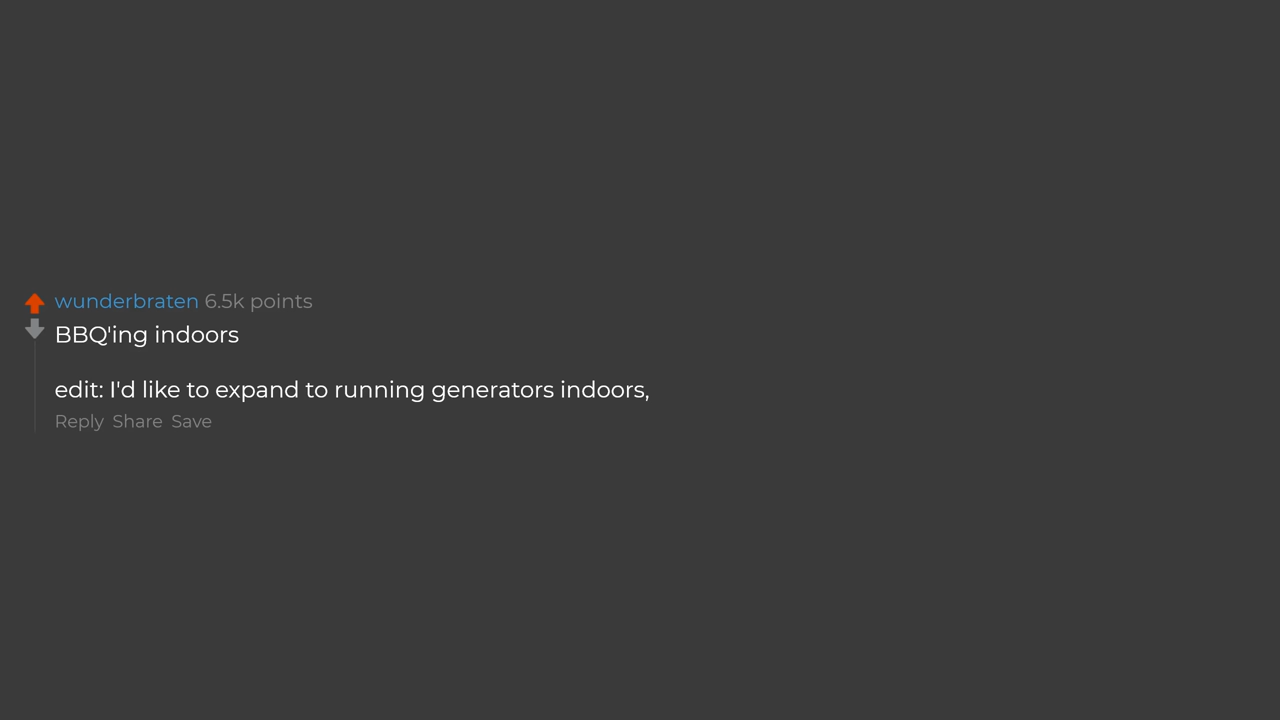 wunderbraten 6.5k points
BBQ'ing indoors
edit: I'd like to expand to running generators indoors,
Reply Share Save